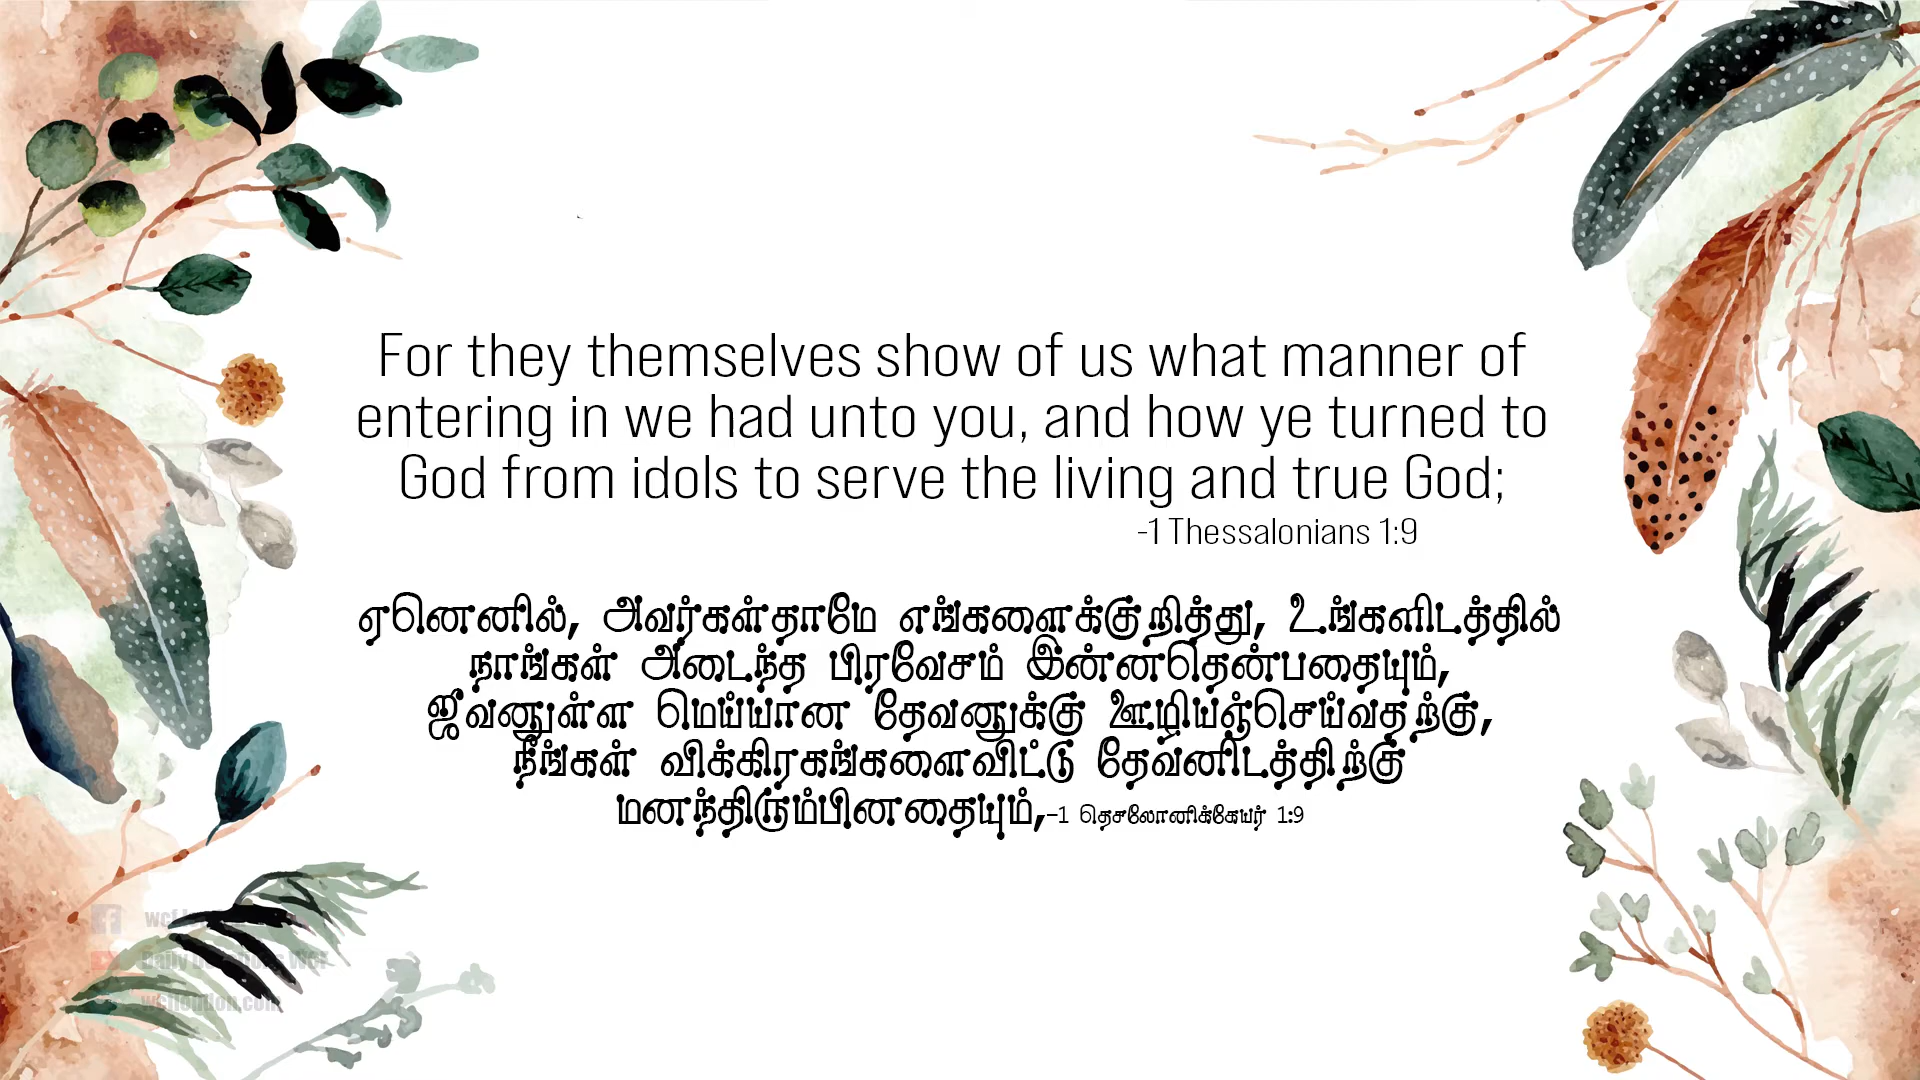 For they themselves show of us what manner of
entering in we had unto you, and how ye turned to
God from idols to serve the living and true God;
-1 Thessalonians 1:9
ஏனெனில், அவர்கள்தாமே எங்களைக்குறித்து, உங்களிடத்தில்
நாங்கள் அடைந்த பிரவேசம் இன்னதென்பதையும்,
ஜீவனுள்ள மெய்யான தேவனுக்கு ஊழியஞ்செய்வதற்கு,
நீங்கள் விக்கிரகங்களைவிட்டு தேவனிடத்திற்கு
மனந்திரும்பினதையும்,-1 தெசலோனிக்கேயர் 1:9
Daily
wcflondon.com